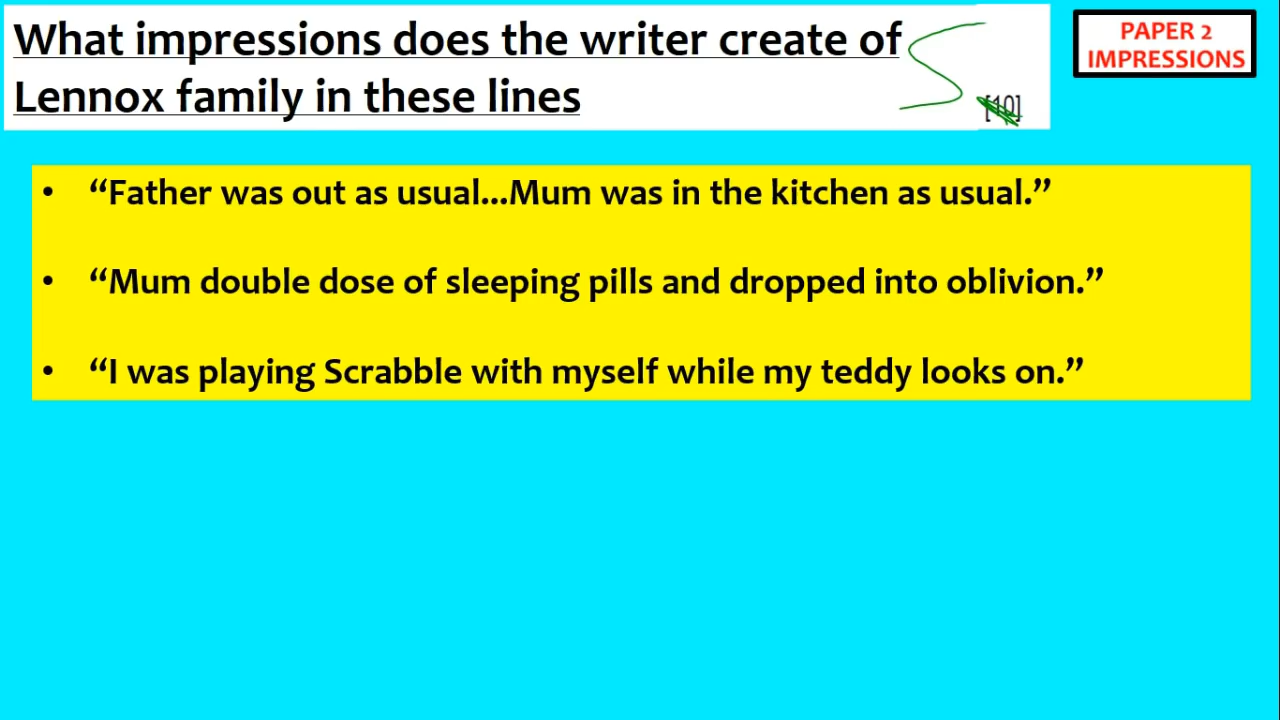 What impressions does the writer create of
Lennox family in these lines
[10]
PAPER 2
IMPRESSIONS
• “Father was out as usual...Mum was in the kitchen as usual.”
• “Mum double dose of sleeping pills and dropped into oblivion.”
• “I was playing Scrabble with myself while my teddy looks on.”